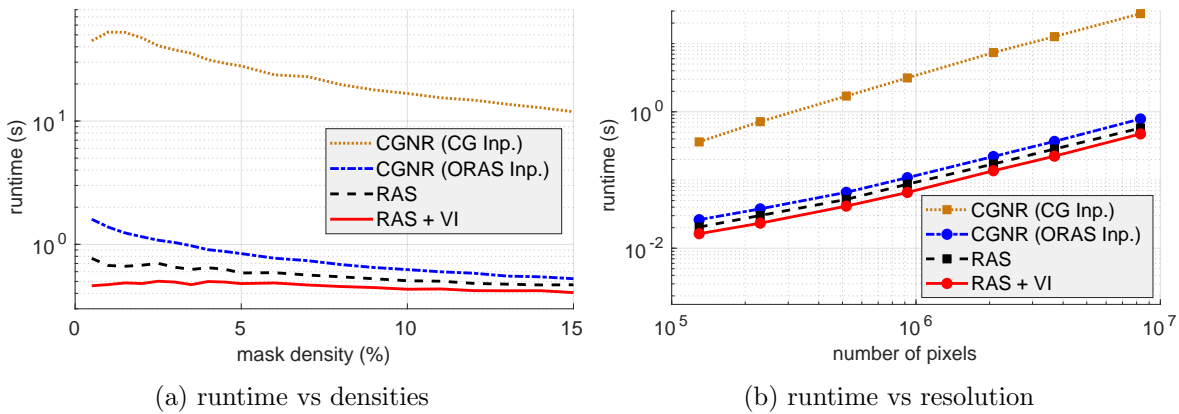 runtime (s)
10^1
10^0
0
5
10
15
mask density (%)
CGNR (CG Inp.)
CGNR (ORAS Inp.)
RAS
RAS + VI
(a) runtime vs densities
runtime (s)
10^0
10^-2
10^5
10^6
10^7
number of pixels
CGNR (CG Inp.)
CGNR (ORAS Inp.)
RAS
RAS + VI
(b) runtime vs resolution